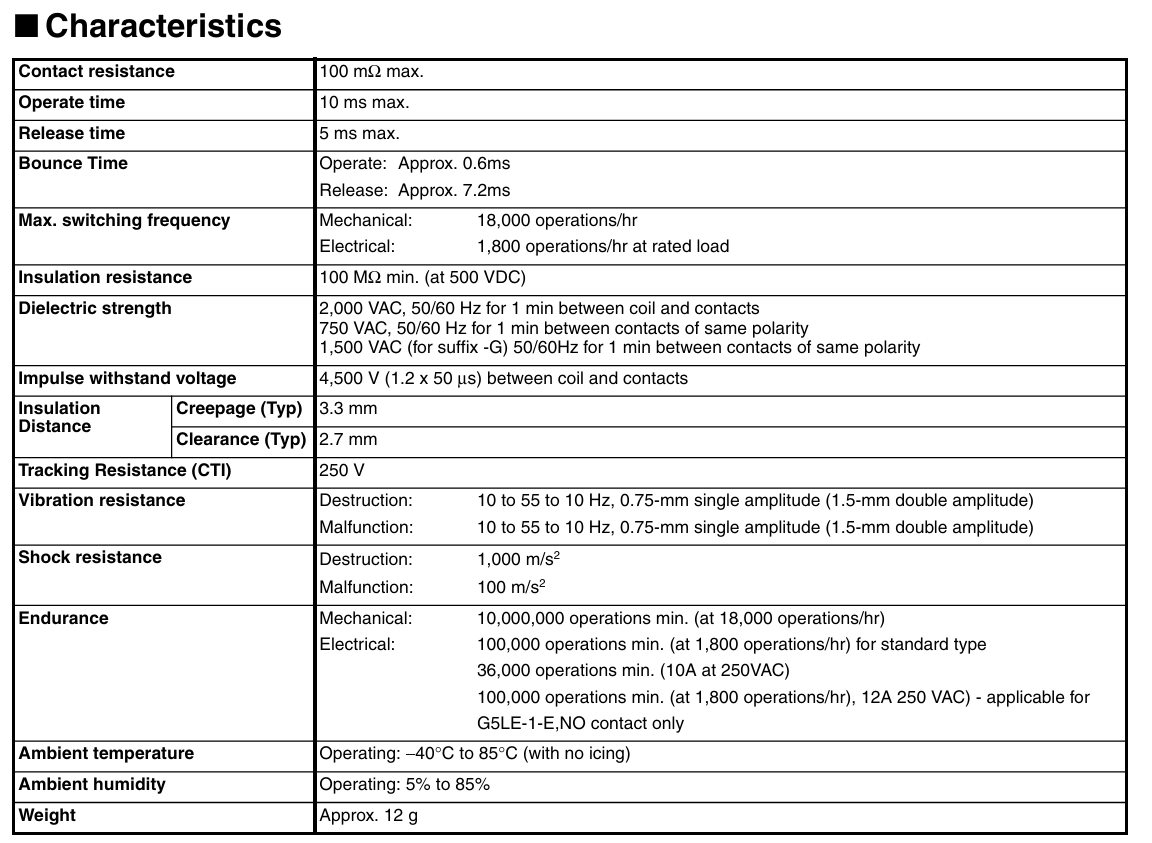 ■ Characteristics
Contact resistance 100 mΩ max.
Operate time 10 ms max.
Release time 5 ms max.
Bounce Time Operate: Approx. 0.6ms
Release: Approx. 7.2ms
Max. switching frequency Mechanical: 18,000 operations/hr
Electrical: 1,800 operations/hr at rated load
Insulation resistance 100 MΩ min. (at 500 VDC)
Dielectric strength 2,000 VAC, 50/60 Hz for 1 min between coil and contacts
750 VAC, 50/60 Hz for 1 min between contacts of same polarity
1,500 VAC (for suffix -G) 50/60Hz for 1 min between contacts of same polarity
Impulse withstand voltage 4,500 V (1.2 x 50 μs) between coil and contacts
Insulation Creepage (Typ) 3.3 mm
Distance
Clearance (Typ) 2.7 mm
Tracking Resistance (CTI) 250 V
Vibration resistance Destruction: 10 to 55 to 10 Hz, 0.75-mm single amplitude (1.5-mm double amplitude)
Malfunction: 10 to 55 to 10 Hz, 0.75-mm single amplitude (1.5-mm double amplitude)
Shock resistance Destruction: 1,000 m/s²
Malfunction: 100 m/s²
Endurance Mechanical: 10,000,000 operations min. (at 18,000 operations/hr)
Electrical: 100,000 operations min. (at 1,800 operations/hr) for standard type
36,000 operations min. (10A at 250VAC)
100,000 operations min. (at 1,800 operations/hr), 12A 250 VAC) - applicable for
G5LE-1-E,NO contact only
Ambient temperature Operating: –40°C to 85°C (with no icing)
Ambient humidity Operating: 5% to 85%
Weight Approx. 12 g